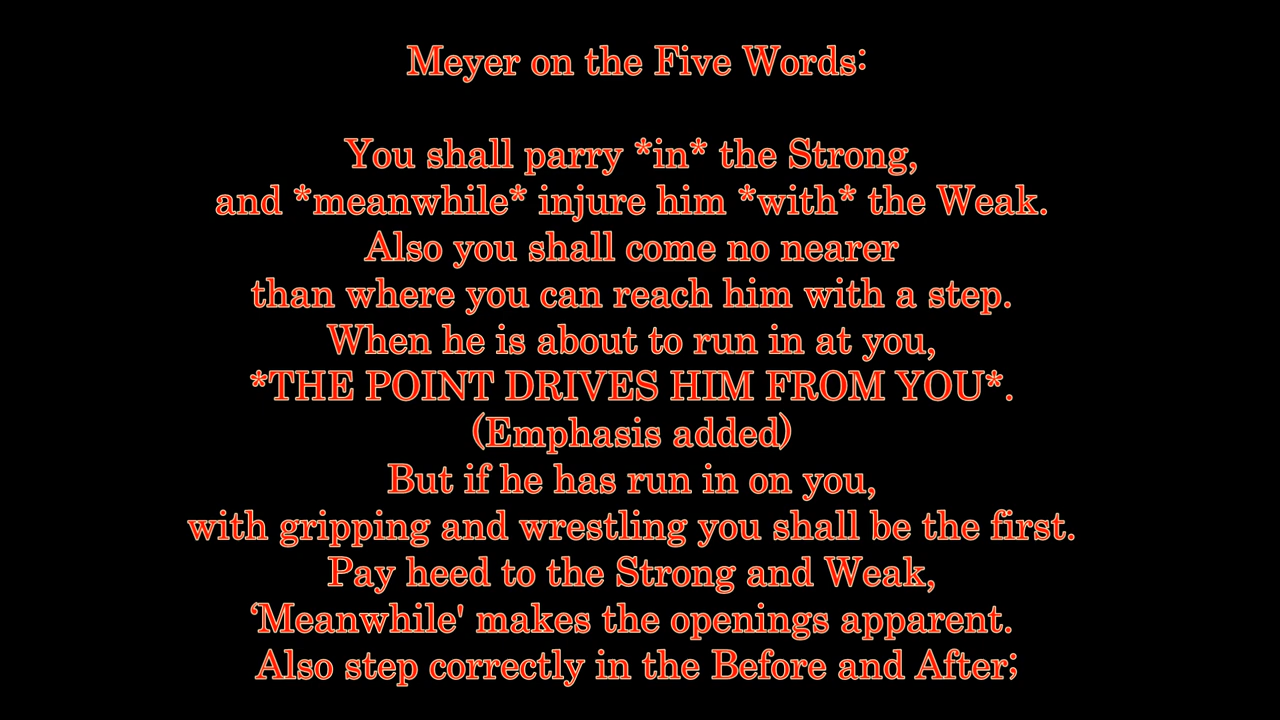 Meyer on the Five Words:
You shall parry *in* the Strong,
and *meanwhile* injure him *with* the Weak.
Also you shall come no nearer
than where you can reach him with a step.
When he is about to run in at you,
*THE POINT DRIVES HIM FROM YOU*.
(Emphasis added)
But if he has run in on you,
with gripping and wrestling you shall be the first.
Pay heed to the Strong and Weak,
‘Meanwhile' makes the openings apparent.
Also step correctly in the Before and After;